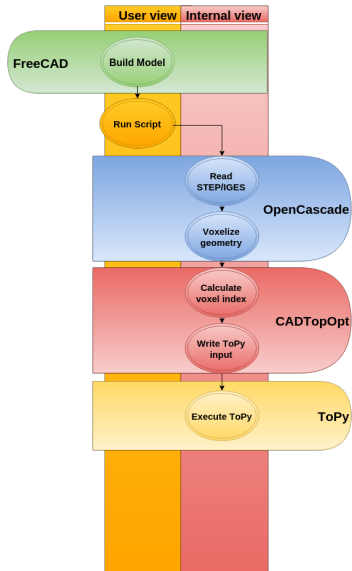 User view Internal view
FreeCAD
Build Model
Run Script
Read
STEP/IGES
OpenCascade
Voxelize
geometry
Calculate
voxel index
CADTopOpt
Write ToPy
input
Execute ToPy
ToPy